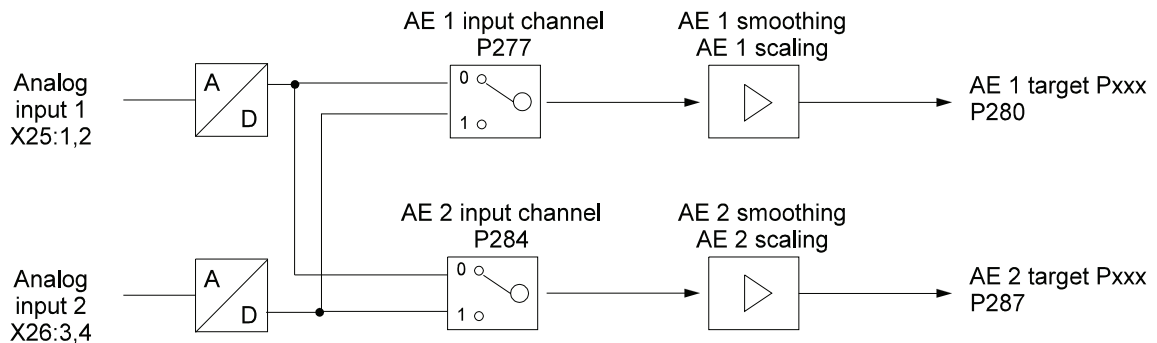 AE 1 input channel
P277
AE 1 smoothing
AE 1 scaling
Analog
input 1
X25:1,2
A
D
0
1
AE 1 target Pxxx
P280
AE 2 input channel
P284
AE 2 smoothing
AE 2 scaling
Analog
input 2
X26:3,4
A
D
0
1
AE 2 target Pxxx
P287